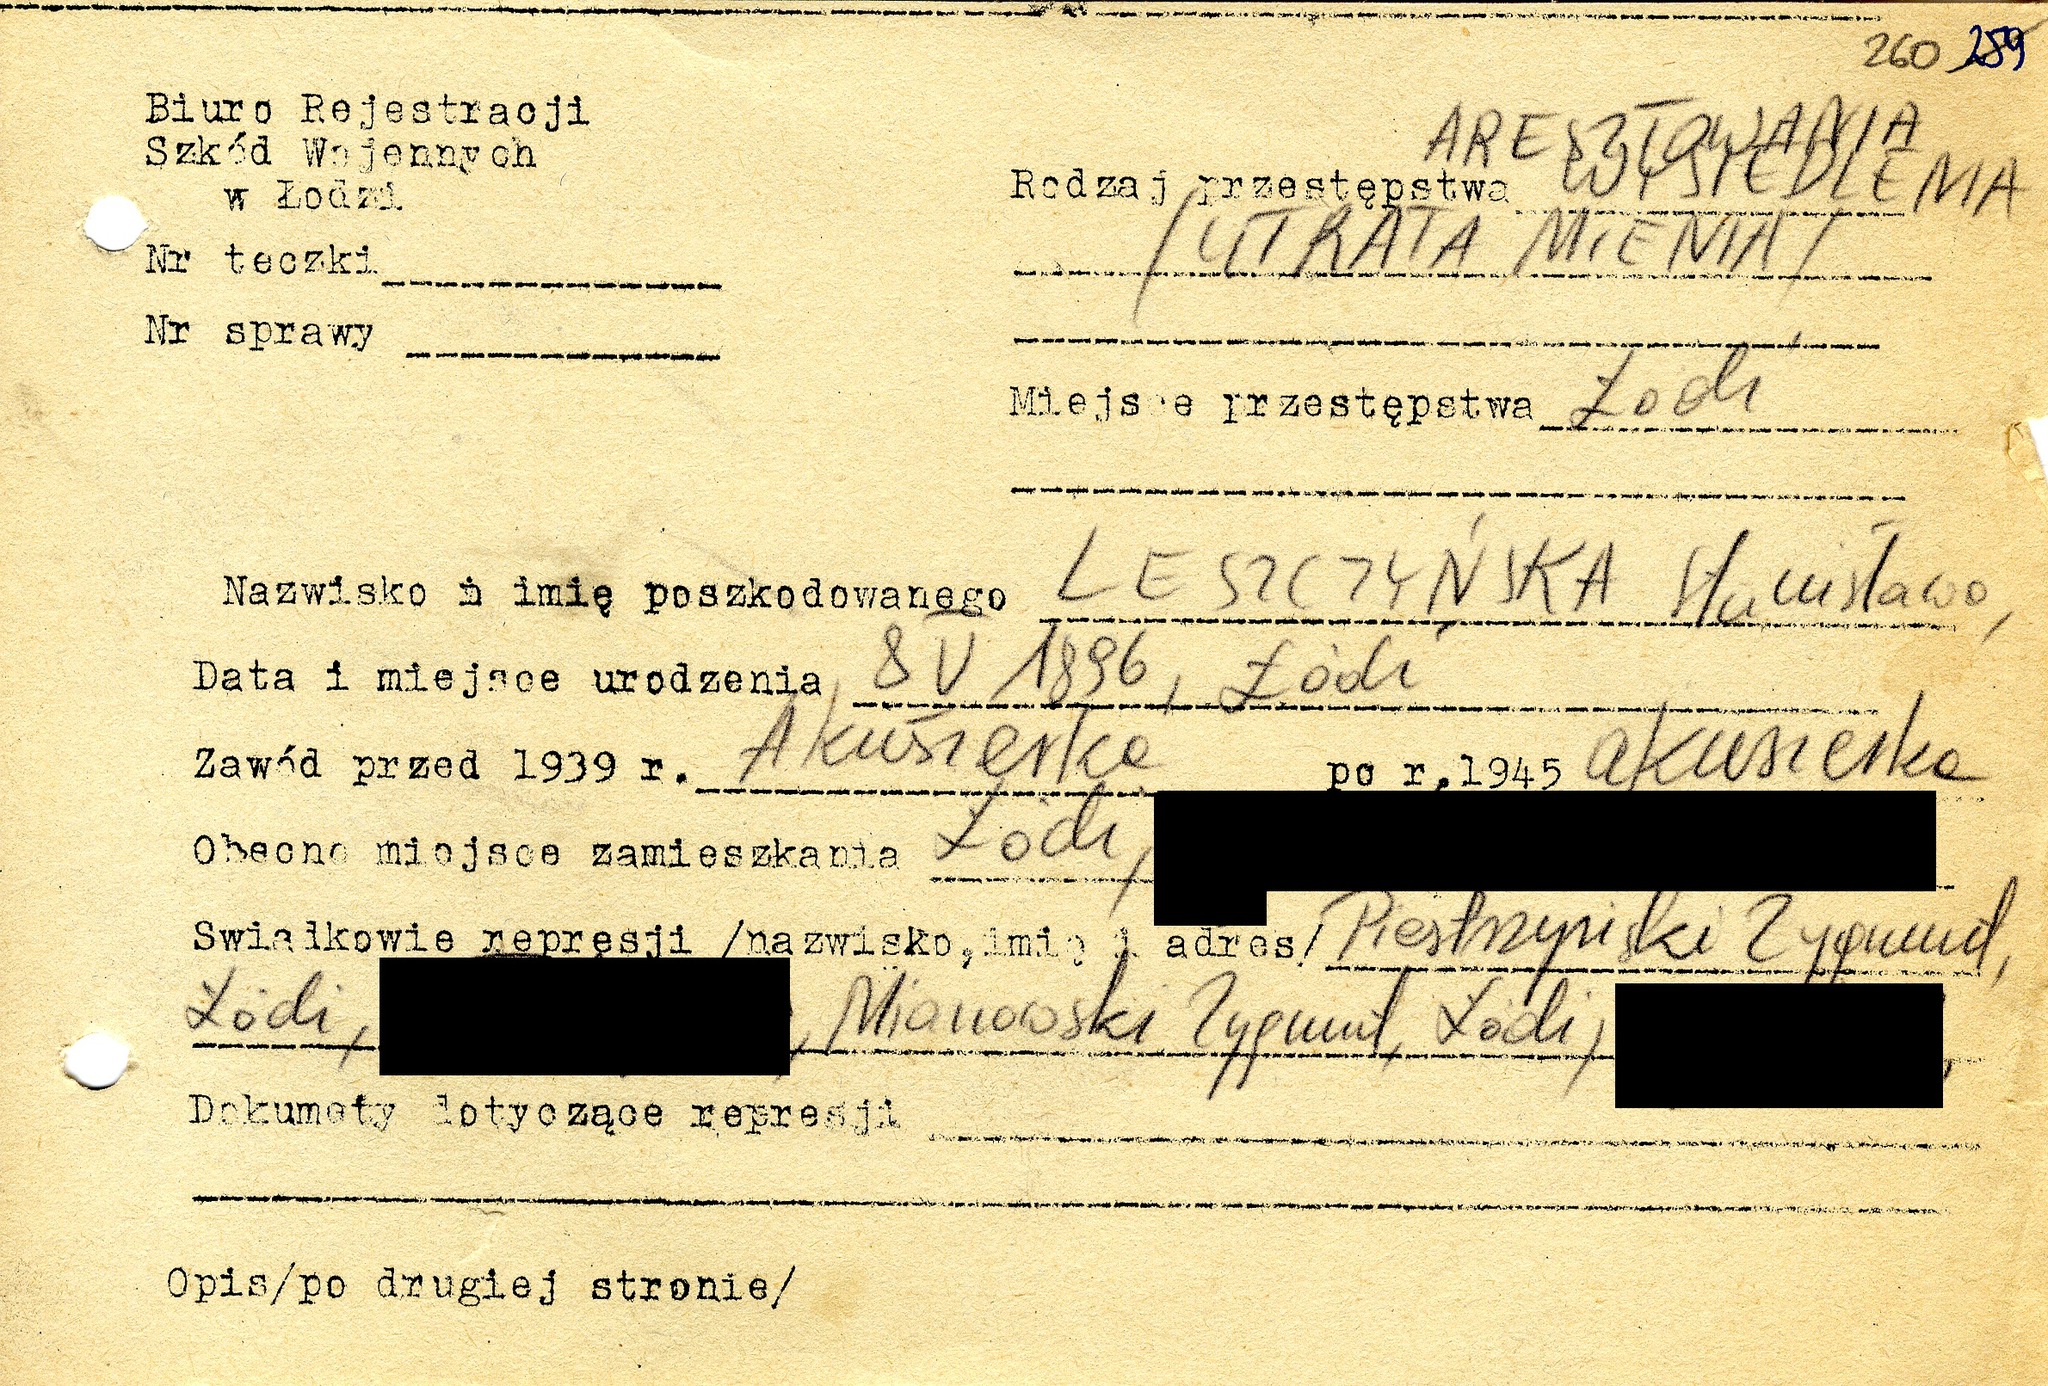 260 259
Biuro Rejestracji
Szkód Wojennych
w Łodzi
Nr teczki
Nr sprawy
ARESZTOWANIA
Rodzaj przestępstwa WYSIEDLENIA
/UTRATA MIENIA/
Miejsce przestępstwa Łódź
Nazwisko i imię poszkodowanego LESZCZYŃSKA Stanisława,
Data i miejsce urodzenia 8 V 1896, Łódź
Zawód przed 1939 r. Akuszerka po r.1945 akuszerka
Obecne miejsce zamieszkania Łódź,
Swiadkowie represji /nazwisko,imię i adres/ Zygmunt,
Łódź, , Mianowski Zygmunt, Łódź,
Dokumety dotyczące represji
Opis/po drugiej stronie/